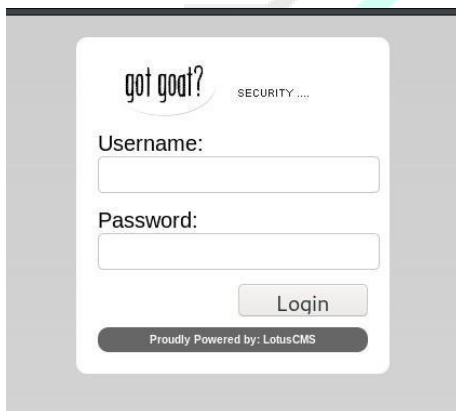 got goat? SECURITY ....
Username:
Password:
Login
Proudly Powered by: LotusCMS